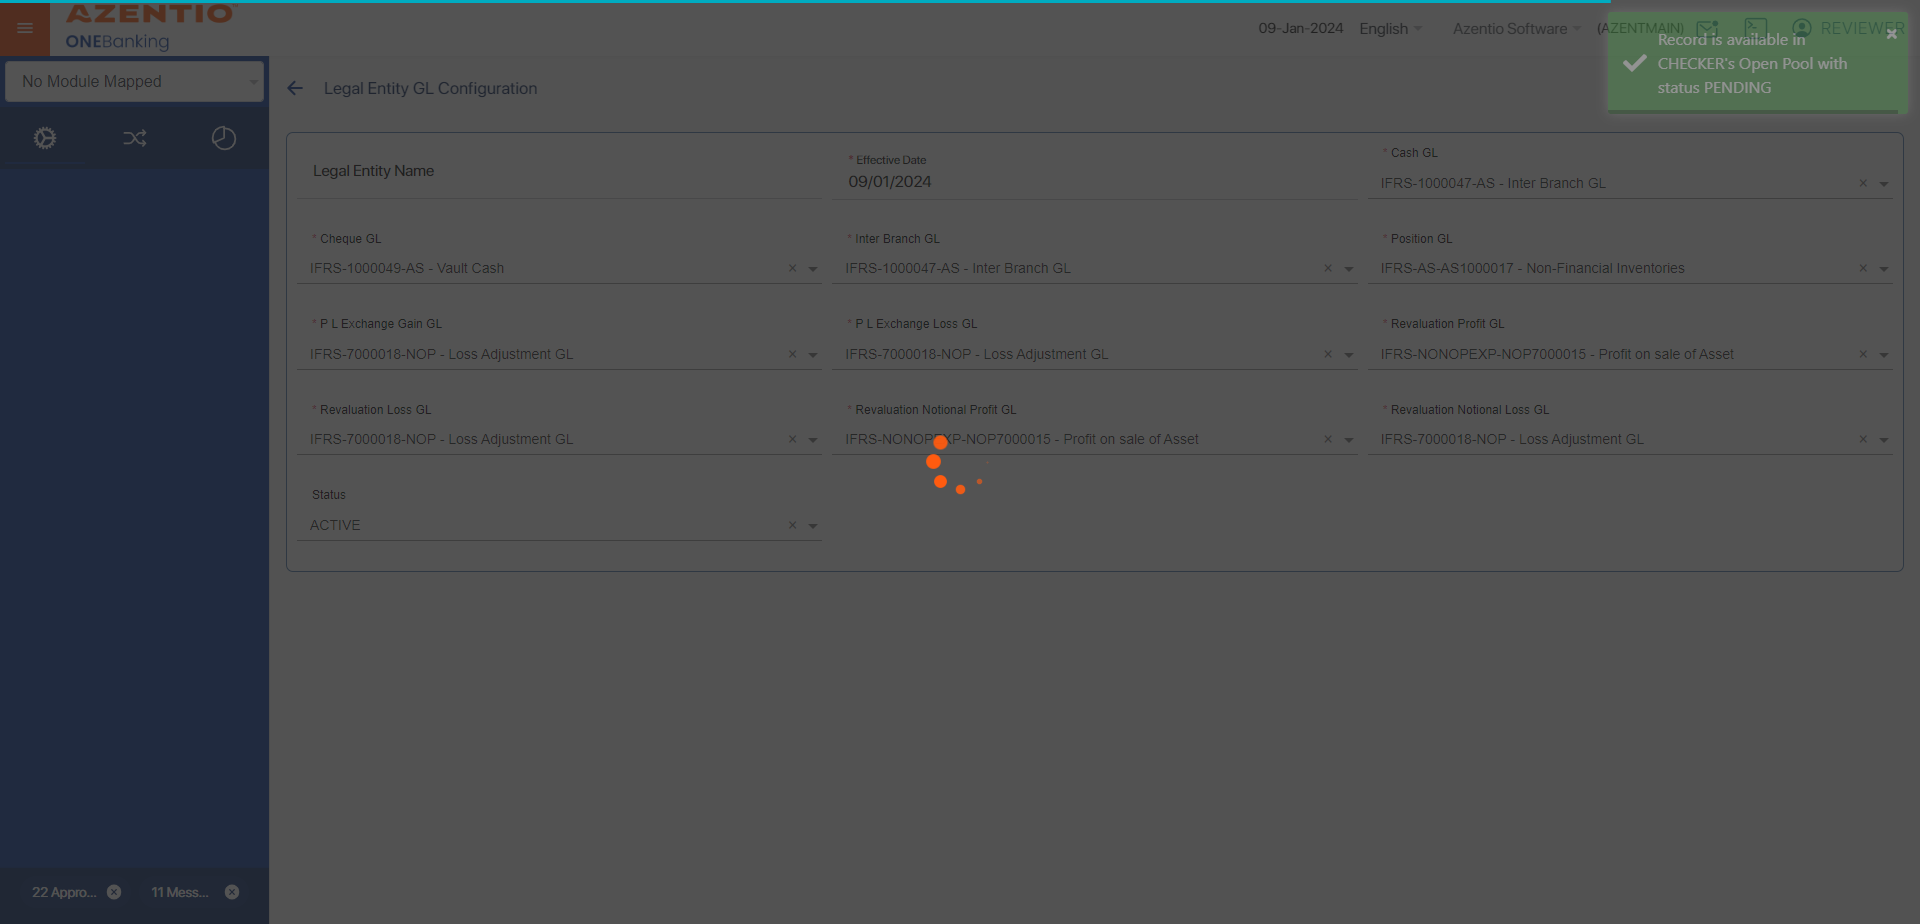 AZENTIO
ONEBanking
09-Jan-2024
English
Azentio Software
(AZENTMAIN)
REVIEWER
Record is available in
CHECKER's Open Pool with
status PENDING
No Module Mapped
Legal Entity GL Configuration
Legal Entity Name
* Effective Date
09/01/2024
* Cash GL
IFRS-1000047-AS - Inter Branch GL
* Cheque GL
IFRS-1000049-AS - Vault Cash
* Inter Branch GL
IFRS-1000047-AS - Inter Branch GL
* Position GL
IFRS-AS-AS1000017 - Non-Financial Inventories
* P L Exchange Gain GL
IFRS-7000018-NOP - Loss Adjustment GL
* P L Exchange Loss GL
IFRS-7000018-NOP - Loss Adjustment GL
* Revaluation Profit GL
IFRS-NONOPEXP-NOP7000015 - Profit on sale of Asset
* Revaluation Loss GL
IFRS-7000018-NOP - Loss Adjustment GL
* Revaluation Notional Profit GL
IFRS-NONOPEXP-NOP7000015 - Profit on sale of Asset
* Revaluation Notional Loss GL
IFRS-7000018-NOP - Loss Adjustment GL
Status
ACTIVE
22 Appro...
11 Mess...